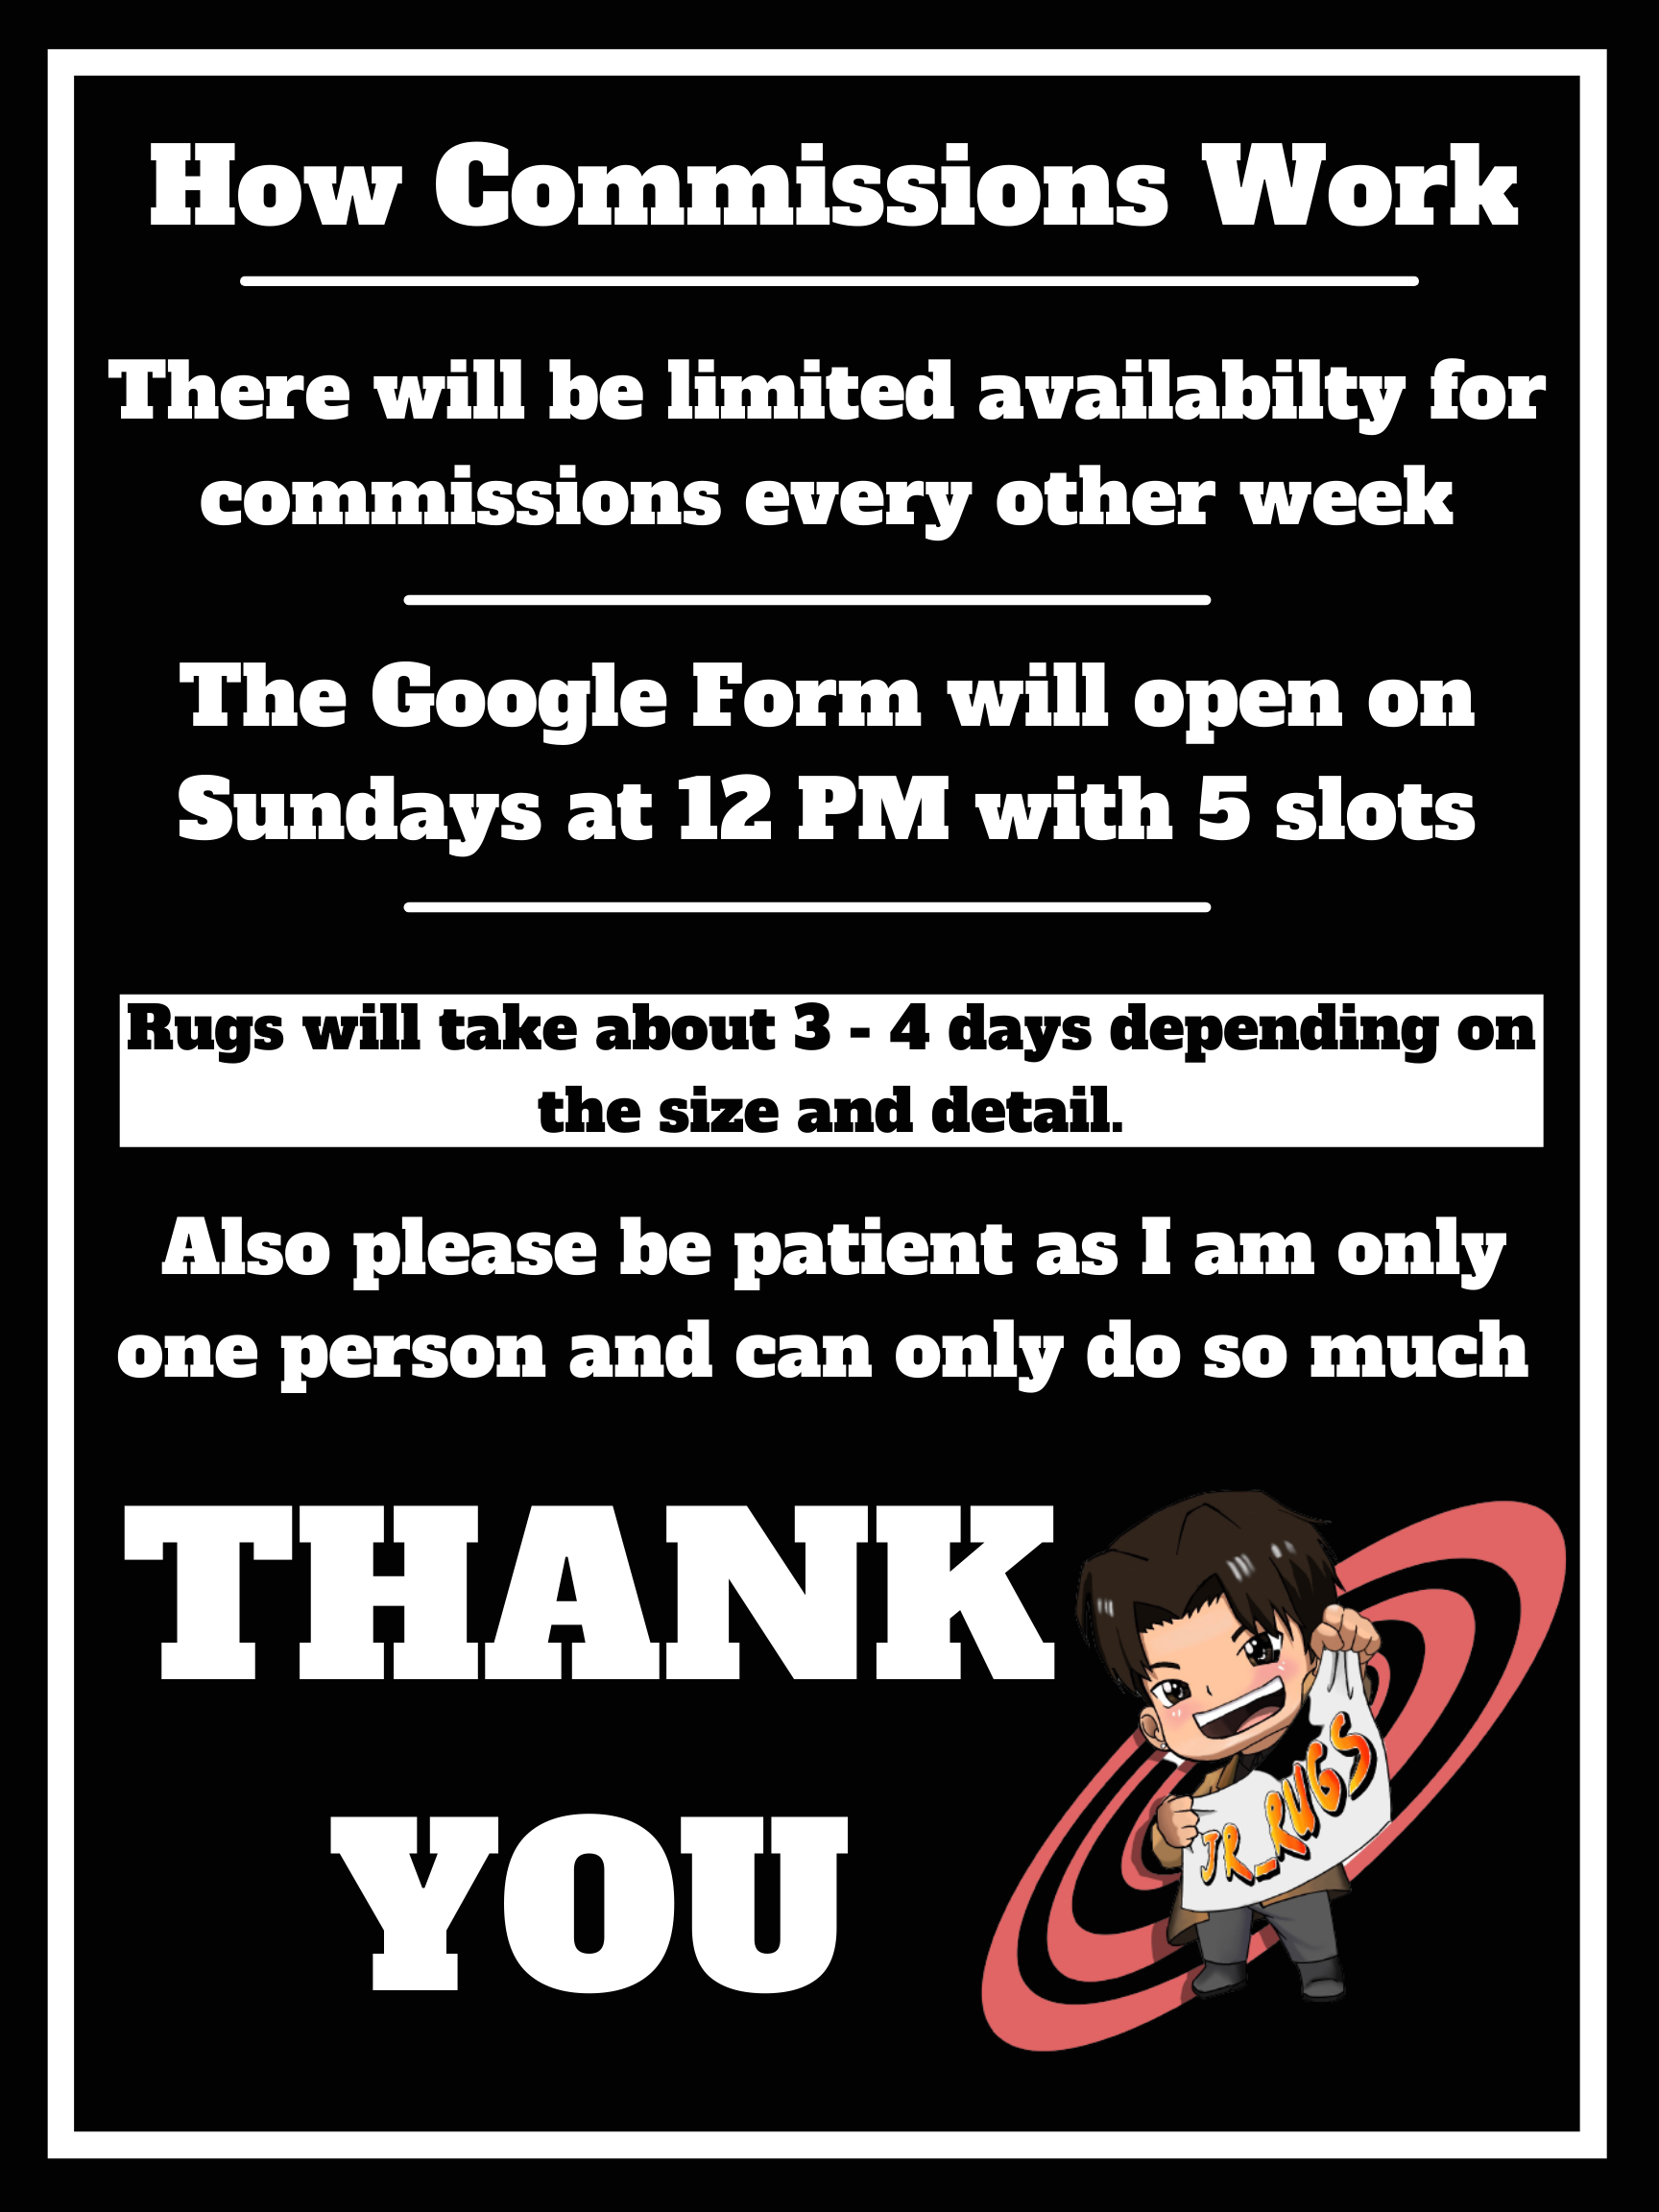 How Commissions Work
There will be limited availabilty for
commissions every other week
The Google Form will open on
Sundays at 12 PM with 5 slots
Rugs will take about 3 - 4 days depending on
the size and detail.
Also please be patient as I am only
one person and can only do so much
THANK
YOU
JR_RUGS